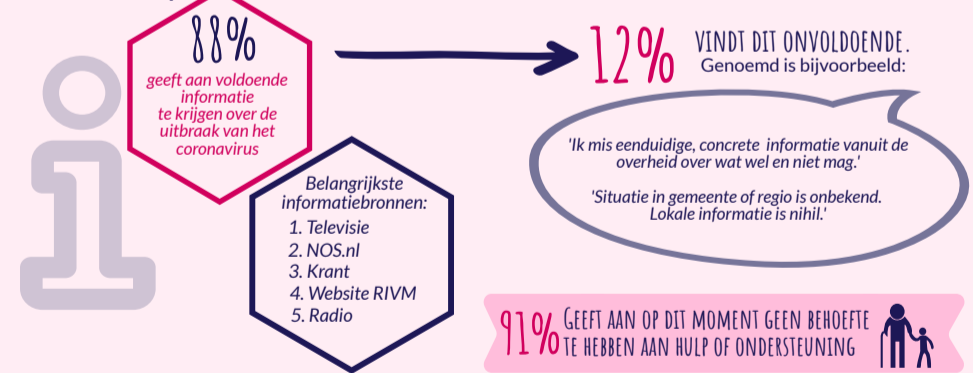 88%
geeft aan voldoende
informatie
te krijgen over de
uitbraak van het
coronavirus
12% VINDT DIT ONVOLDOENDE.
Genoemd is bijvoorbeeld:
'Ik mis eenduidige, concrete informatie vanuit de
overheid over wat wel en niet mag.'
'Situatie in gemeente of regio is onbekend.
Lokale informatie is nihil.'
Belangrijkste
informatiebronnen:
1. Televisie
2. NOS.nl
3. Krant
4. Website RIVM
5. Radio
91% GEEFT AAN OP DIT MOMENT GEEN BEHOEFTE
TE HEBBEN AAN HULP OF ONDERSTEUNING